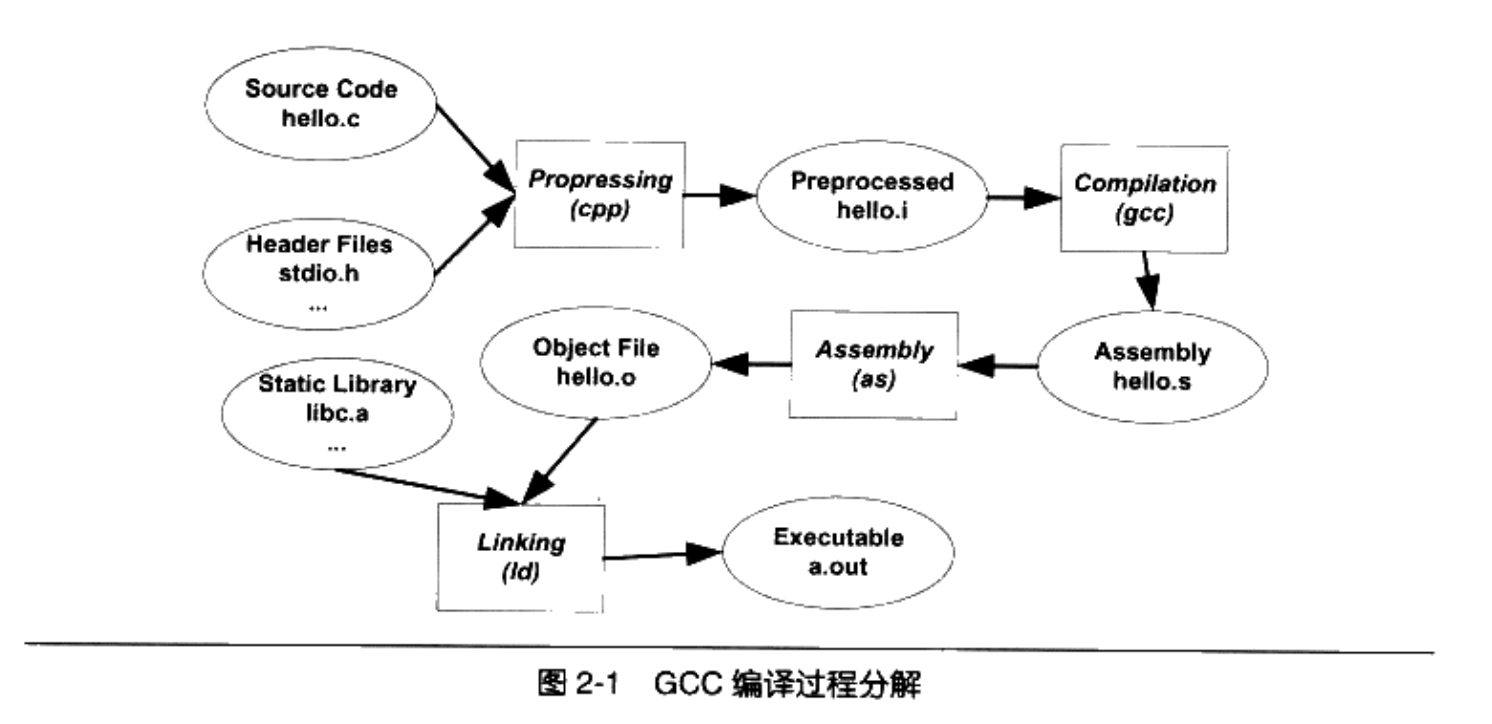 Source Code
hello.c
Header Files
stdio.h
...
Propressing
(cpp)
Preprocessed
hello.i
Compilation
(gcc)
Assembly
hello.s
Assembly
(as)
Object File
hello.o
Static Library
libc.a
...
Linking
(ld)
Executable
a.out
图 2-1 GCC 编译过程分解